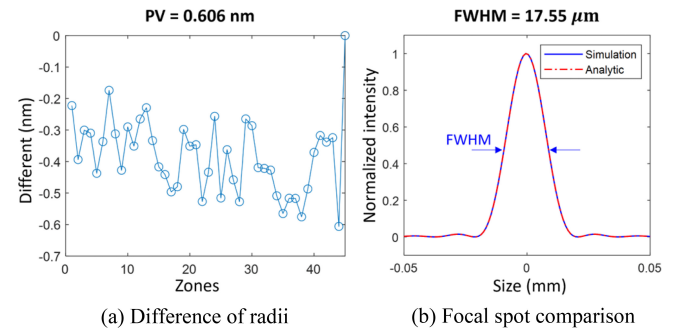 PV = 0.606 nm
Different (nm)
0
-0.1
-0.2
-0.3
-0.4
-0.5
-0.6
-0.7
0 10 20 30 40
Zones
(a) Difference of radii
FWHM = 17.55 μm
Normalized intensity
1
0.8
0.6
0.4
0.2
0
Simulation
Analytic
FWHM
-0.05 0 0.05
Size (mm)
(b) Focal spot comparison